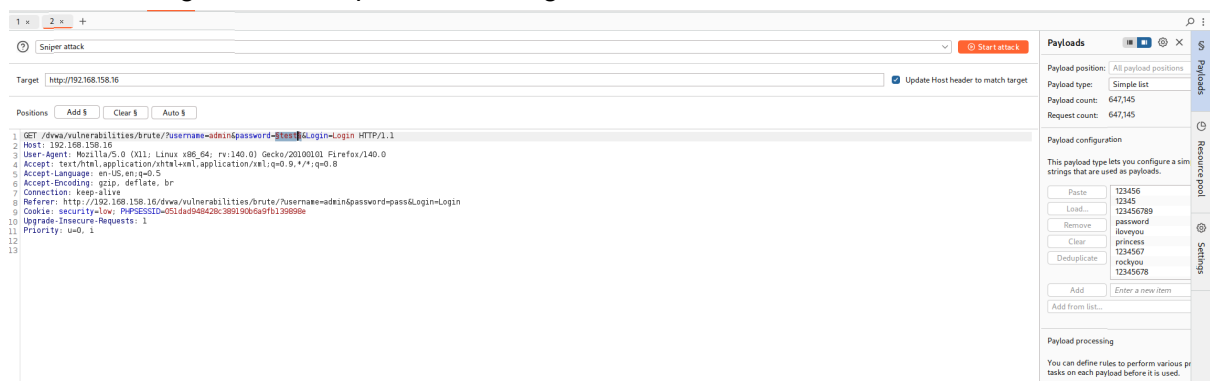 1 × 2 × +
Sniper attack
Start attack
Target http://192.168.158.16
Update Host header to match target
Positions Add § Clear § Auto §
1 GET /dvwa/vulnerabilities/brute/?username=admin&password=§test§&Login=Login HTTP/1.1
2 Host: 192.168.158.16
3 User-Agent: Mozilla/5.0 (X11; Linux x86_64; rv:140.0) Gecko/20100101 Firefox/140.0
4 Accept: text/html,application/xhtml+xml,application/xml;q=0.9,*/*;q=0.8
5 Accept-Language: en-US,en;q=0.5
6 Accept-Encoding: gzip, deflate, br
7 Connection: keep-alive
8 Referer: http://192.168.158.16/dvwa/vulnerabilities/brute/?username=admin&password=pass&Login=Login
9 Cookie: security=low; PHPSESSID=051dad948428c389190b6a9fb139898e
10 Upgrade-Insecure-Requests: 1
11 Priority: u=0, i
12
13
Payloads
Payload position: All payload positions
Payload type: Simple list
Payload count: 647,145
Request count: 647,145
Payload configuration
This payload type lets you configure a sim
strings that are used as payloads.
Paste
Load...
Remove
Clear
Deduplicate
123456
12345
123456789
password
iloveyou
princess
1234567
rockyou
12345678
Add Enter a new item
Add from list...
Payload processing
You can define rules to perform various pr
tasks on each payload before it is used.
§ Payloads
Resource pool
Settings